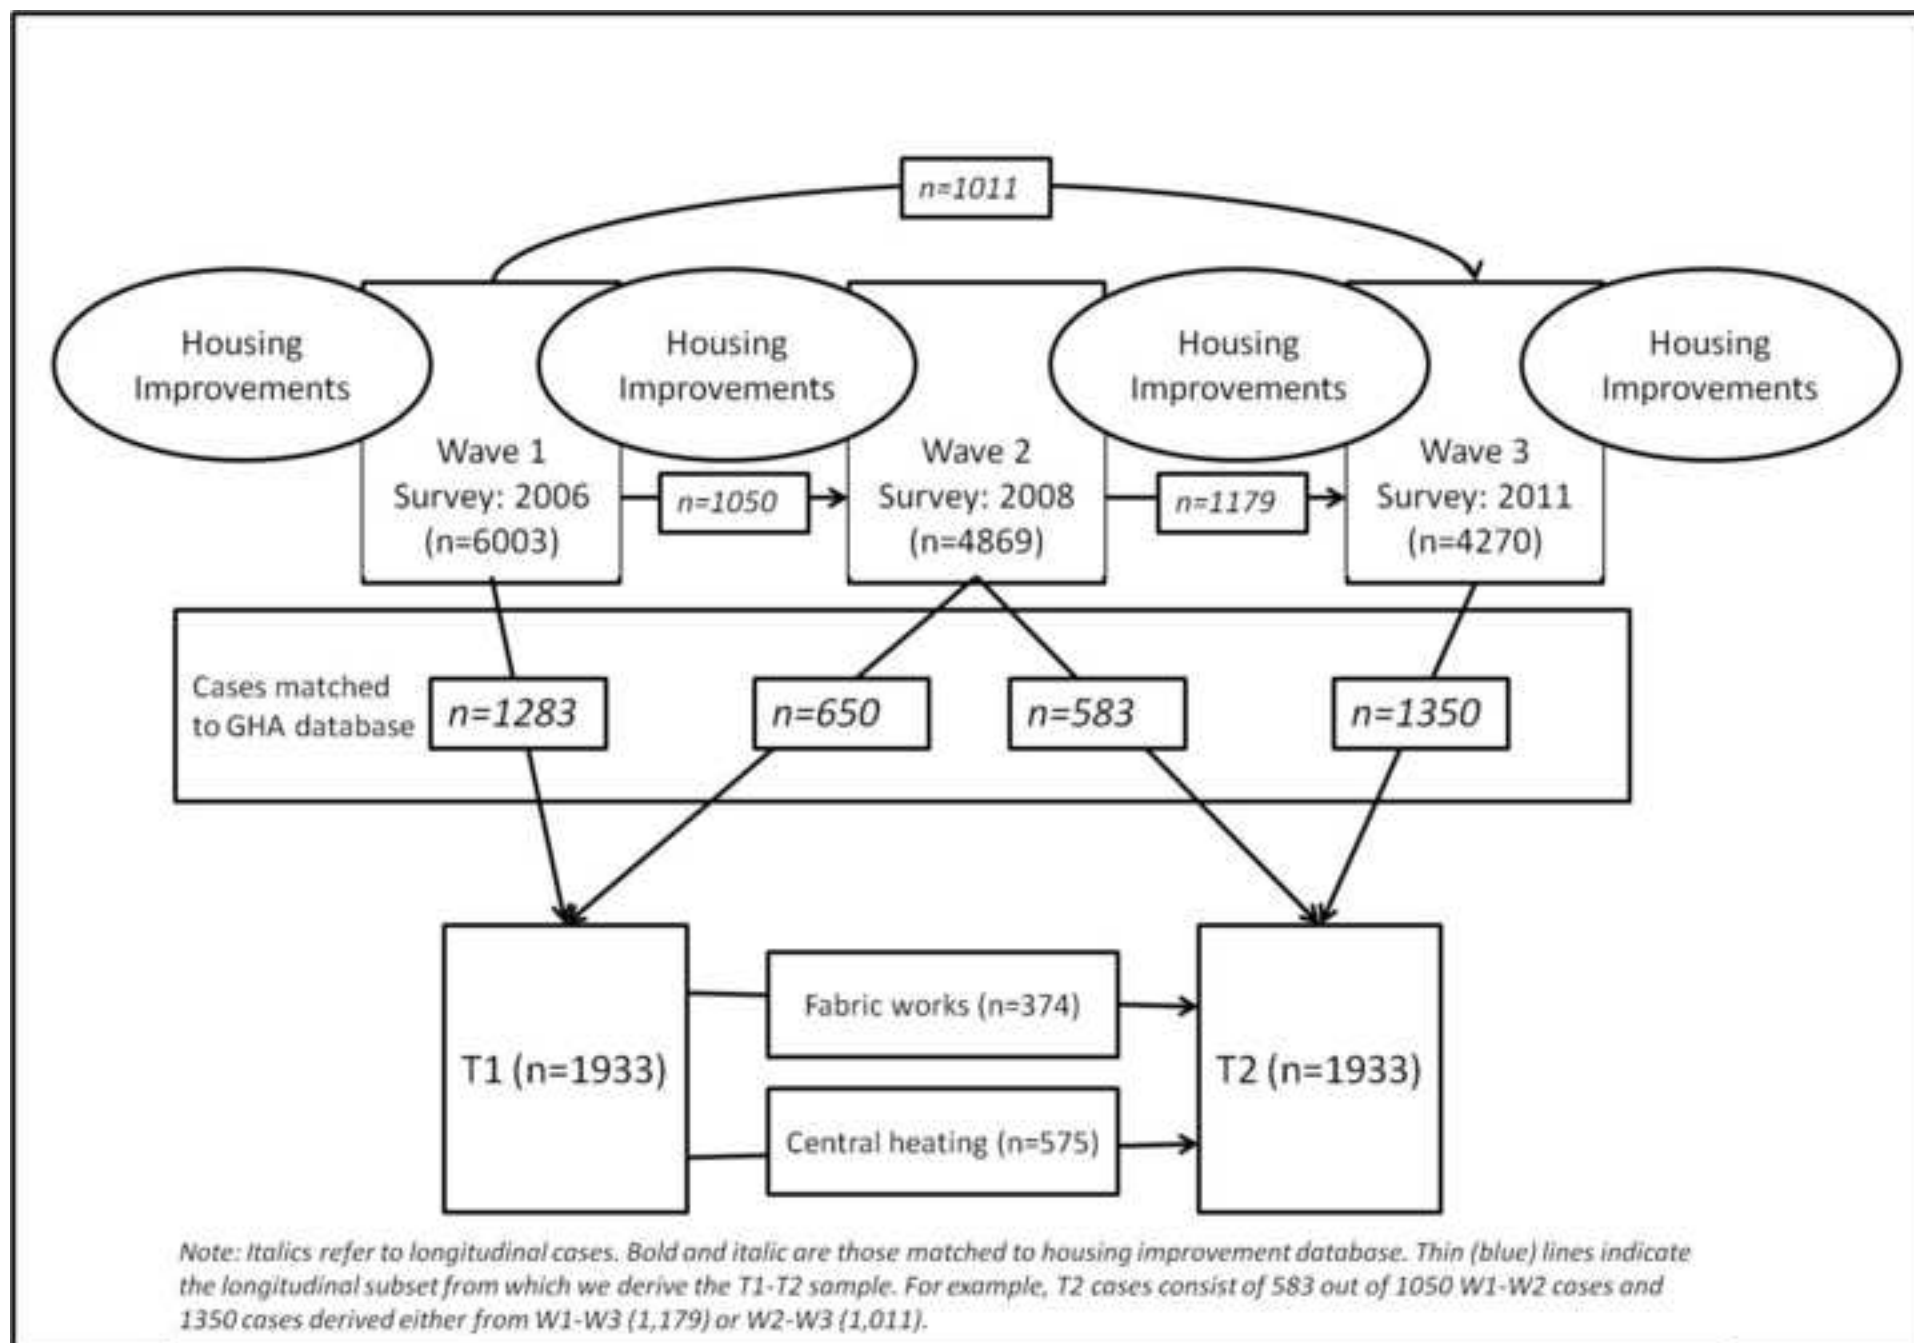 n=1011
Housing
Improvements
Housing
Improvements
Housing
Improvements
Housing
Improvements
Wave 1
Survey: 2006
(n=6003)
n=1050
Wave 2
Survey: 2008
(n=4869)
n=1179
Wave 3
Survey: 2011
(n=4270)
Cases matched
to GHA database
n=1283
n=650
n=583
n=1350
T1 (n=1933)
Fabric works (n=374)
Central heating (n=575)
T2 (n=1933)
Note: Italics refer to longitudinal cases. Bold and italic are those matched to housing improvement database. Thin (blue) lines indicate
the longitudinal subset from which we derive the T1-T2 sample. For example, T2 cases consist of 583 out of 1050 W1-W2 cases and
1350 cases derived either from W1-W3 (1,179) or W2-W3 (1,011).